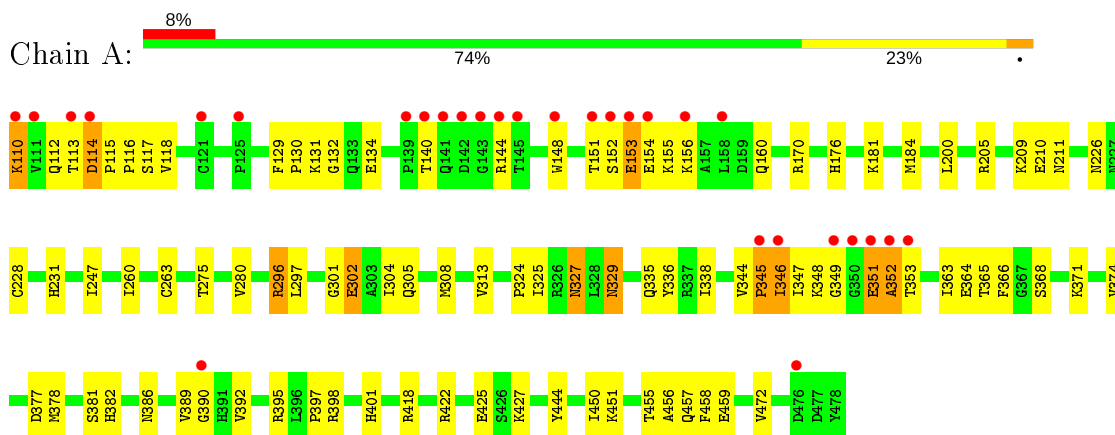 8%
Chain A:
74% 23% •
K110 V111 Q112 T113 D114 P115 P116 S117 V118 C121 P125 F129 P130 K131 G132 Q133 E134 P139 T140 Q141 D142 G143 R144 T145 W148 T151 S152 E153 E154 K155 K156 A157 L158 D159 Q160 R170 H176 K181 M184 L200 R205 K209 E210 N211 N226 N227
C228 H231 I247 I260 C263 T275 V280 R296 L297 G301 E302 A303 I304 Q305 M308 V313 P324 I325 R326 N327 L328 N329 Q335 Y336 R337 I338 V344 P345 I346 I347 K348 G349 G350 E351 A352 T353 I363 E364 T365 F366 G367 S368 K371 V374
D377 M378 S381 H382 N386 V389 G390 H391 V392 R395 L396 P397 R398 H401 R418 R422 E425 S426 K427 Y444 I450 K451 T455 A456 Q457 F458 E459 V472 D476 D477 Y478